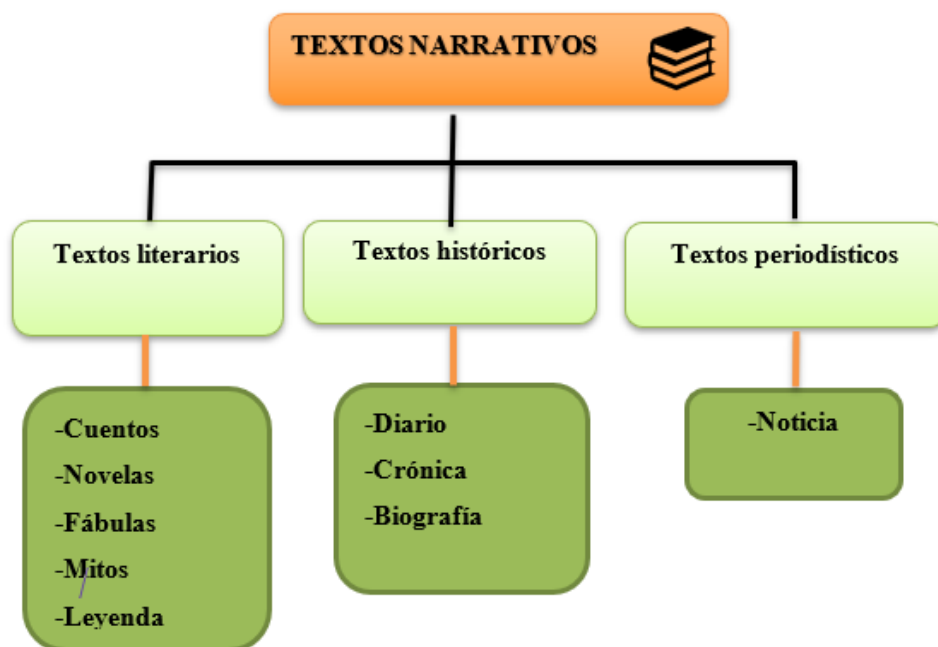 TEXTOS NARRATIVOS
Textos literarios
Textos históricos
Textos periodísticos
-Cuentos
-Novelas
-Fábulas
-Mitos
-Leyenda
-Diario
-Crónica
-Biografía
-Noticia